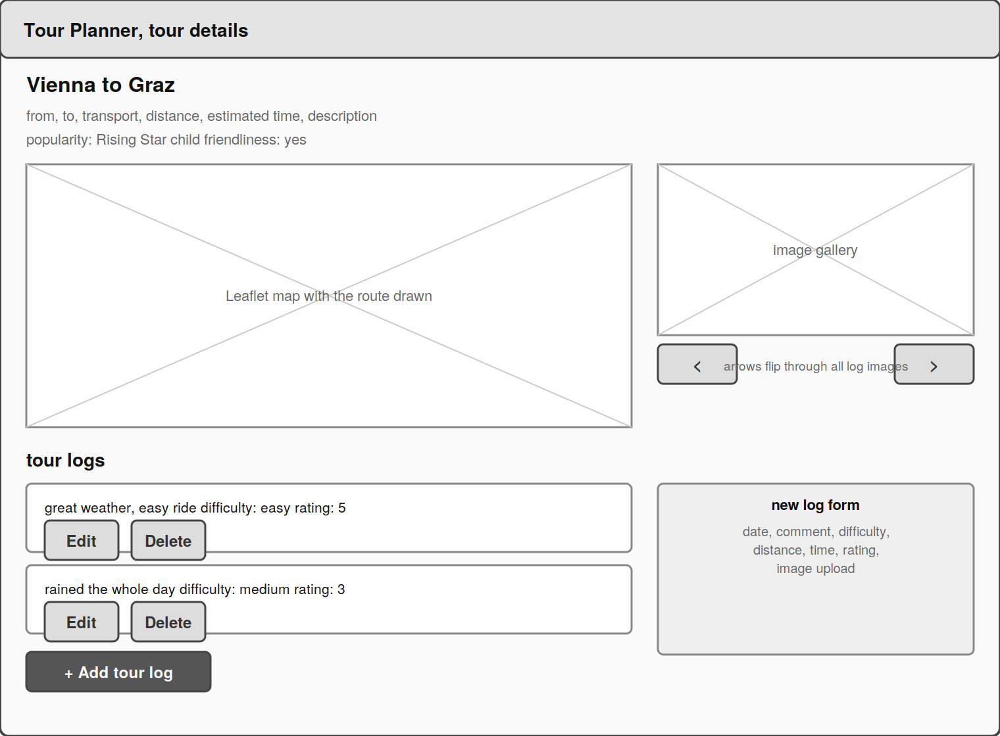 Tour Planner, tour details
Vienna to Graz
from, to, transport, distance, estimated time, description
popularity: Rising Star child friendliness: yes
Leaflet map with the route drawn
image gallery
‹ arrows flip through all log images ›
tour logs
great weather, easy ride difficulty: easy rating: 5
Edit Delete
rained the whole day difficulty: medium rating: 3
Edit Delete
+ Add tour log
new log form
date, comment, difficulty,
distance, time, rating,
image upload